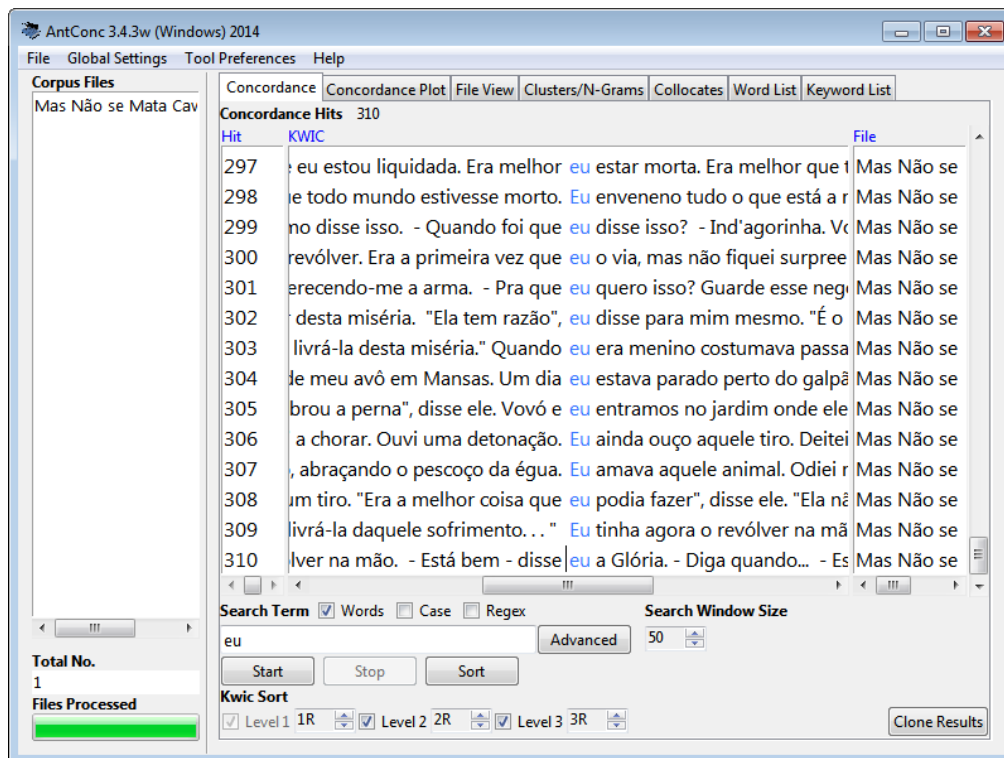 AntConc 3.4.3w (Windows) 2014
File Global Settings Tool Preferences Help
Corpus Files
Mas Não se Mata Cav
Concordance Concordance Plot File View Clusters/N-Grams Collocates Word List Keyword List
Concordance Hits 310
Hit KWIC File
297 e eu estou liquidada. Era melhor eu estar morta. Era melhor que t Mas Não se
298 e todo mundo estivesse morto. Eu enveneno tudo o que está a r Mas Não se
299 mo disse isso. - Quando foi que eu disse isso? - Ind'agorinha. Vo Mas Não se
300 revólver. Era a primeira vez que eu o via, mas não fiquei surpree Mas Não se
301 erecendo-me a arma. - Pra que eu quero isso? Guarde esse neg Mas Não se
302 r desta miséria. "Ela tem razão", eu disse para mim mesmo. "É o Mas Não se
303 livrá-la desta miséria." Quando eu era menino costumava passa Mas Não se
304 de meu avô em Mansas. Um dia eu estava parado perto do galpã Mas Não se
305 brou a perna", disse ele. Vovó e eu entramos no jardim onde ele Mas Não se
306 a chorar. Ouvi uma detonação. Eu ainda ouço aquele tiro. Deitei Mas Não se
307 , abraçando o pescoço da égua. Eu amava aquele animal. Odiei r Mas Não se
308 um tiro. "Era a melhor coisa que eu podia fazer", disse ele. "Ela nã Mas Não se
309 livrá-la daquele sofrimento..." Eu tinha agora o revólver na mã Mas Não se
310 lver na mão. - Está bem - disse eu a Glória. - Diga quando... - Es Mas Não se
Search Term Words Case Regex Search Window Size
eu Advanced 50
Total No.
1
Start Stop Sort
Files Processed
Kwic Sort
Level 1 1R Level 2 2R Level 3 3R Clone Results